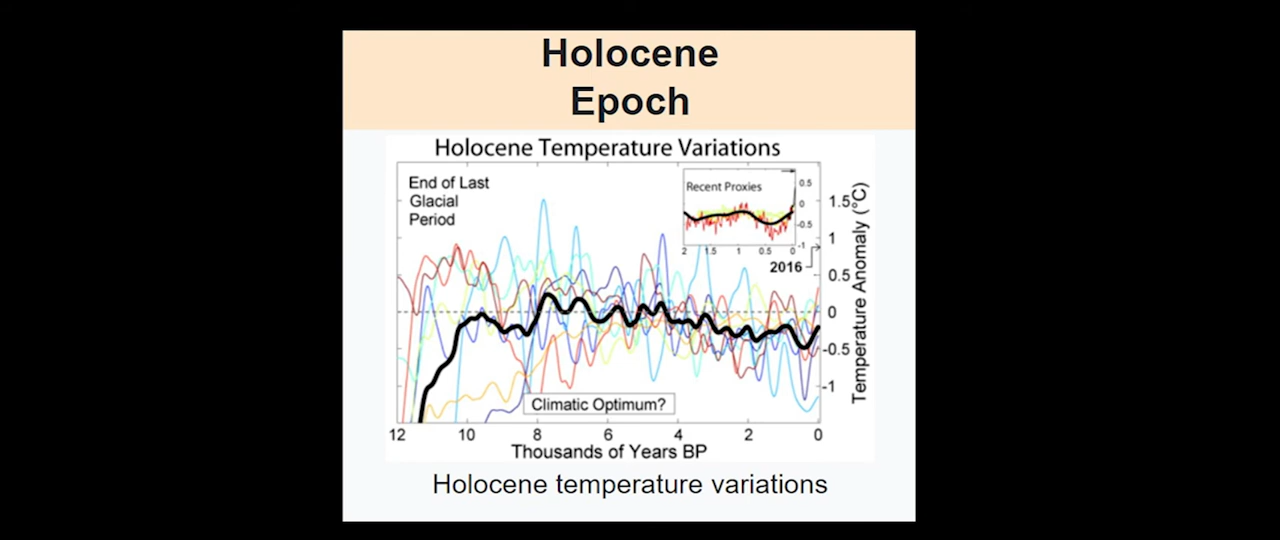 Holocene
Epoch
Holocene Temperature Variations
End of Last
Glacial
Period
Recent Proxies
0.5
0
-0.5
-1
2 1.5 1 0.5 0
2016
1.5
1
0.5
0
-0.5
-1
Temperature Anomaly (°C)
Climatic Optimum?
12 10 8 6 4 2 0
Thousands of Years BP
Holocene temperature variations